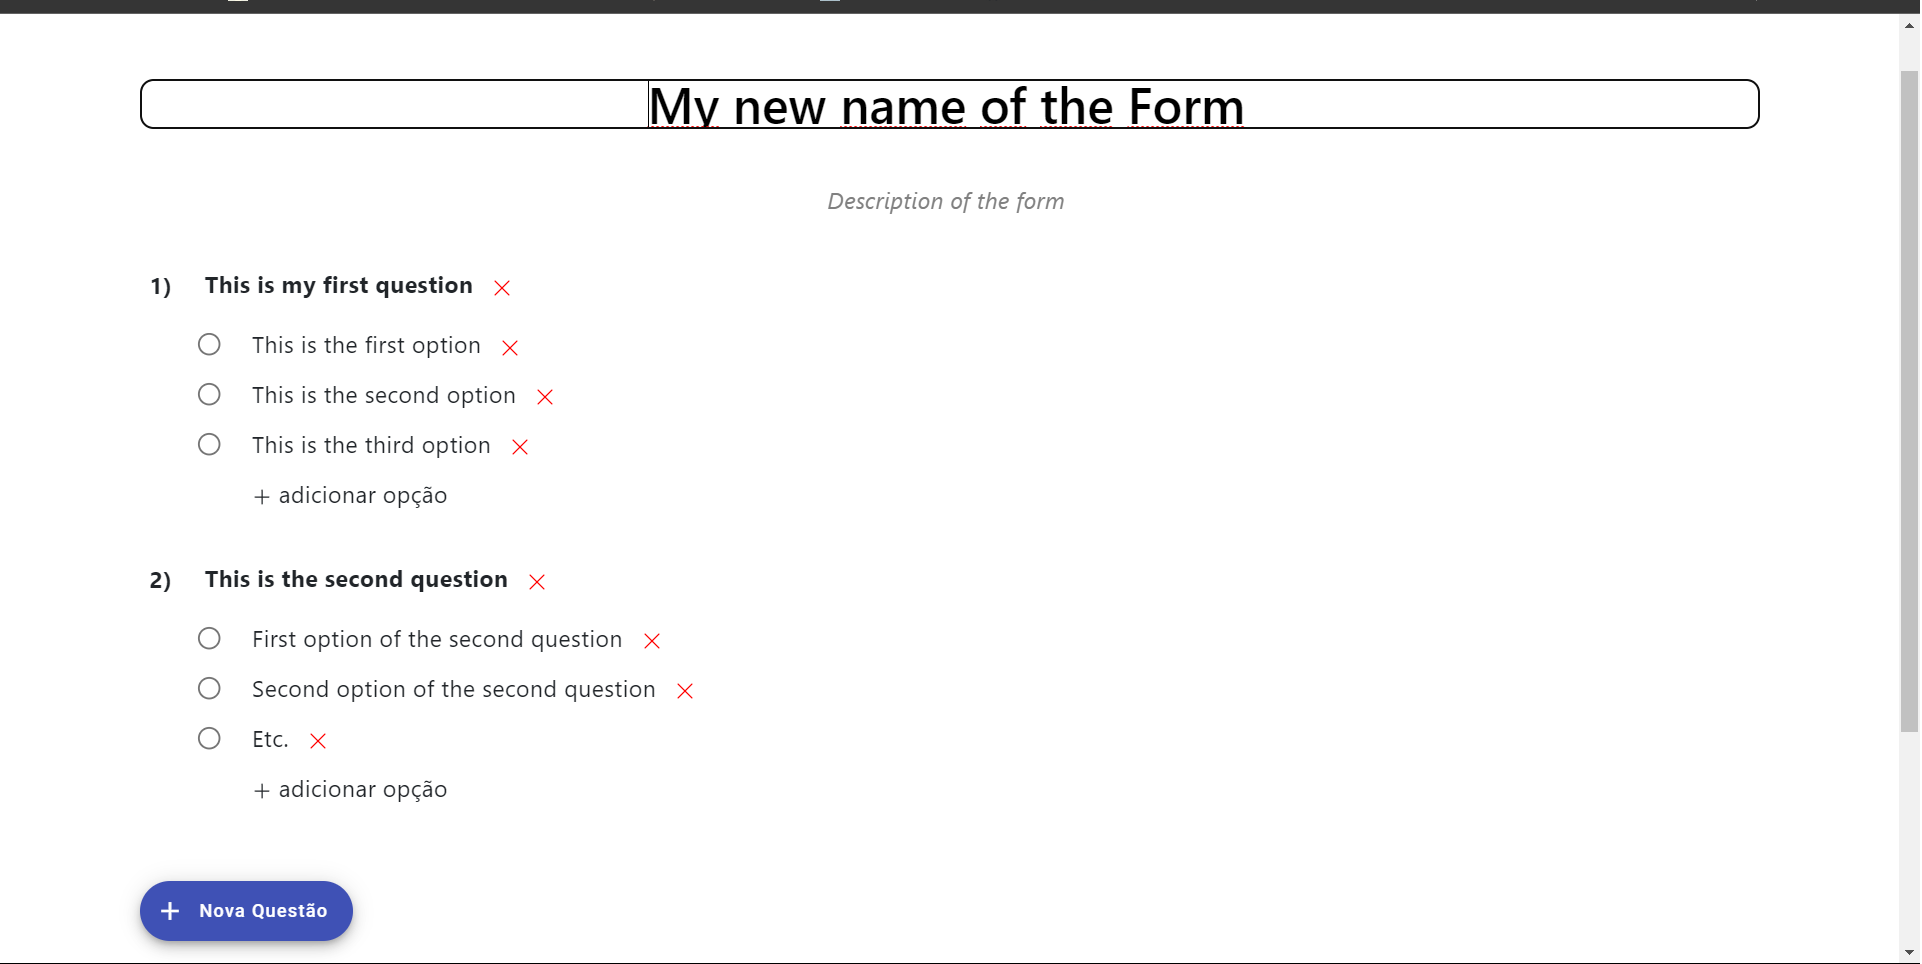 My new name of the Form
Description of the form
1) This is my first question
This is the first option
This is the second option
This is the third option
+ adicionar opção
2) This is the second question
First option of the second question
Second option of the second question
Etc.
+ adicionar opção
+ Nova Questão